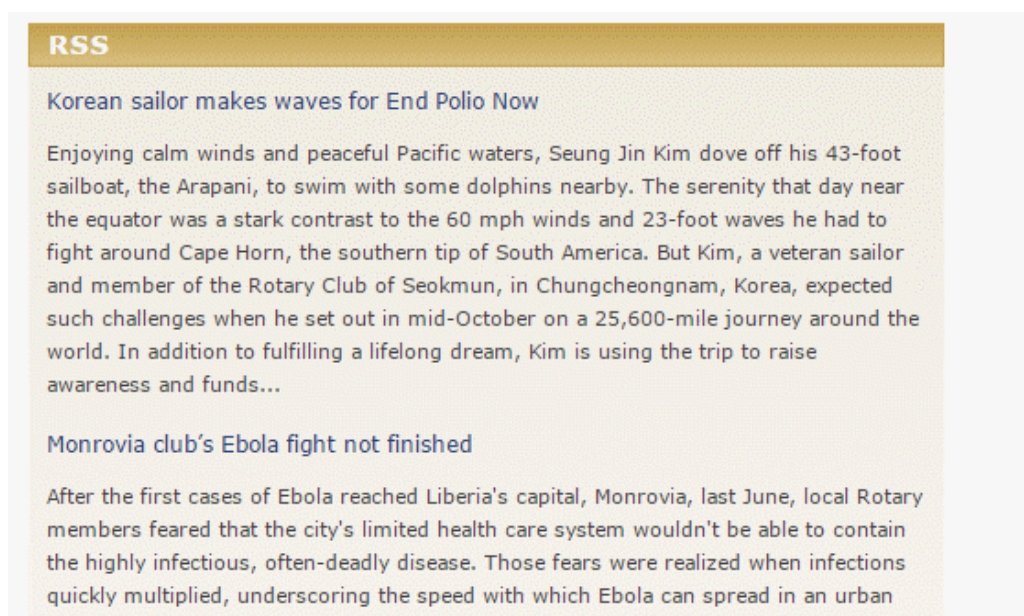 RSS
Korean sailor makes waves for End Polio Now
Enjoying calm winds and peaceful Pacific waters, Seung Jin Kim dove off his 43-foot
sailboat, the Arapani, to swim with some dolphins nearby. The serenity that day near
the equator was a stark contrast to the 60 mph winds and 23-foot waves he had to
fight around Cape Horn, the southern tip of South America. But Kim, a veteran sailor
and member of the Rotary Club of Seokmun, in Chungcheongnam, Korea, expected
such challenges when he set out in mid-October on a 25,600-mile journey around the
world. In addition to fulfilling a lifelong dream, Kim is using the trip to raise
awareness and funds...
Monrovia club′s Ebola fight not finished
After the first cases of Ebola reached Liberia's capital, Monrovia, last June, local Rotary
members feared that the city's limited health care system wouldn't be able to contain
the highly infectious, often-deadly disease. Those fears were realized when infections
quickly multiplied, underscoring the speed with which Ebola can spread in an urban